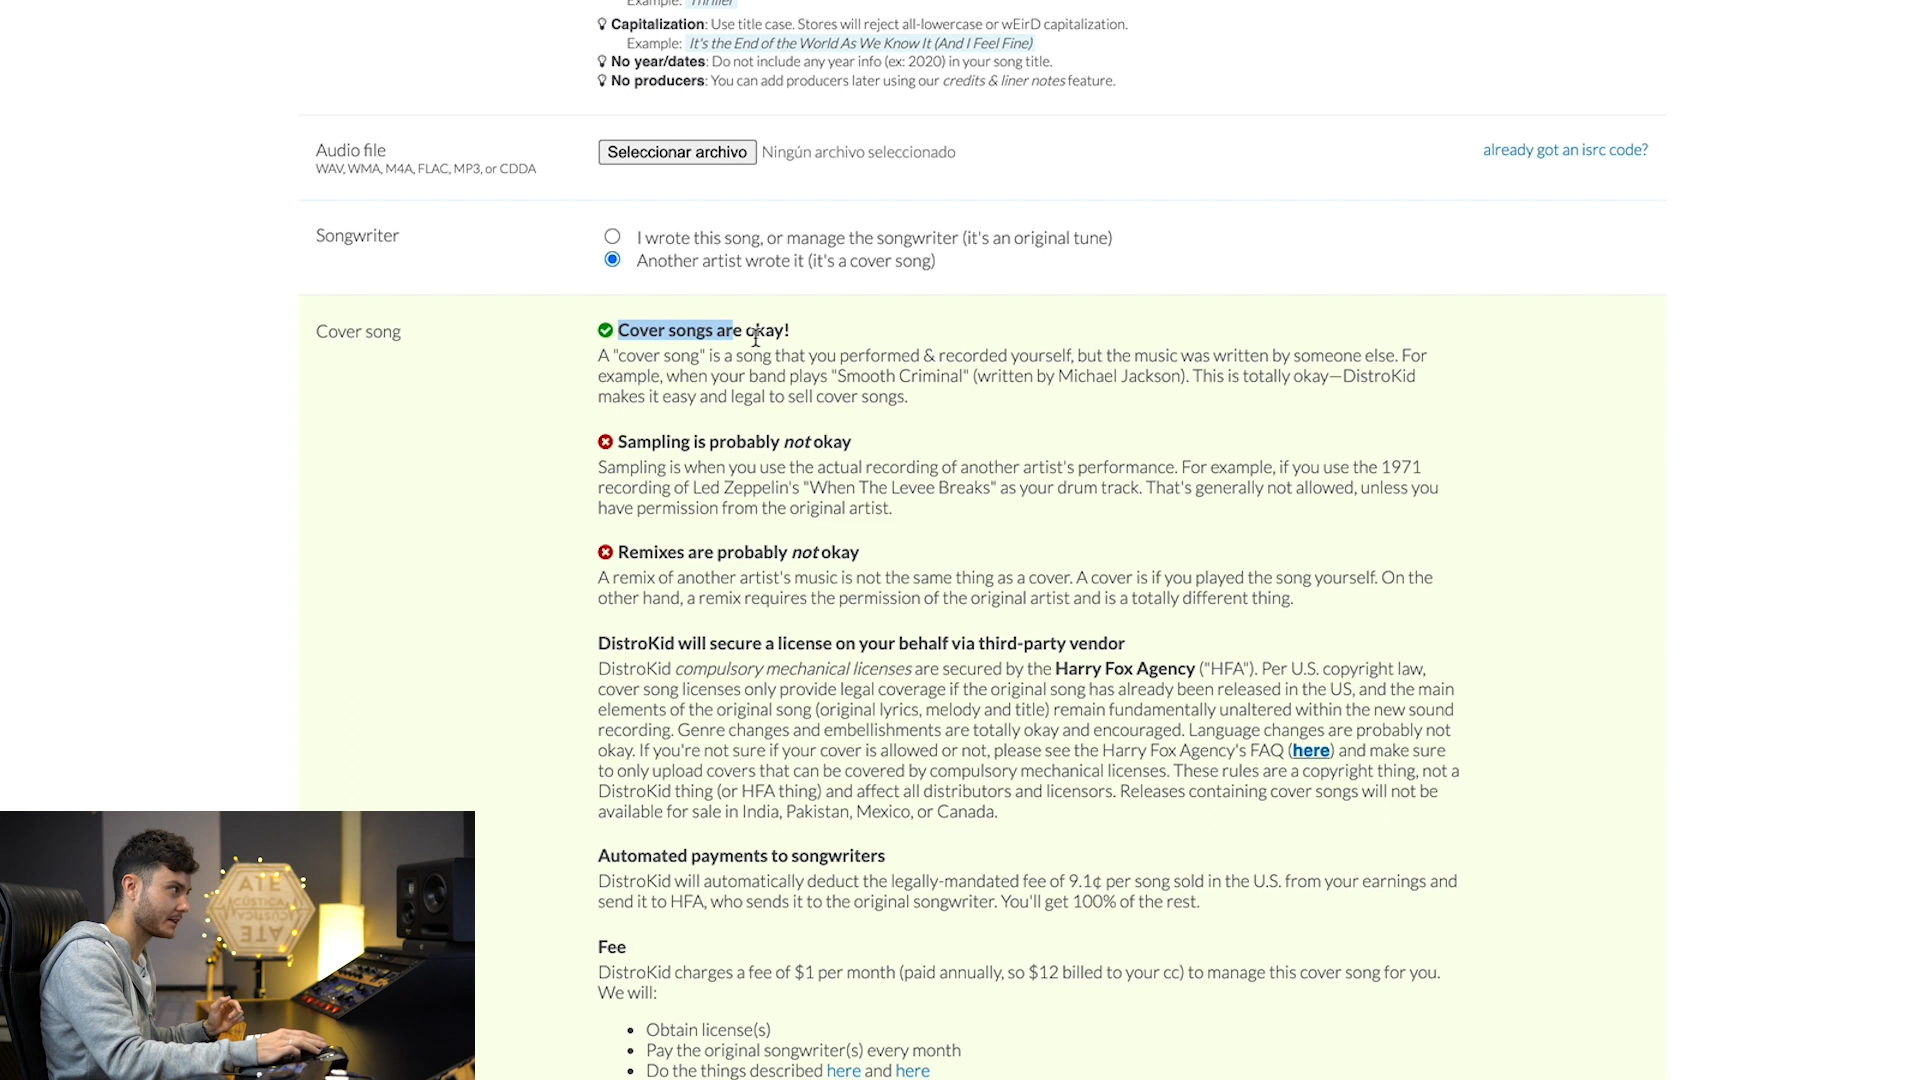 Example: Thriller
Capitalization: Use title case. Stores will reject all-lowercase or wEirD capitalization.
Example: It's the End of the World As We Know It (And I Feel Fine)
No year/dates: Do not include any year info (ex: 2020) in your song title.
No producers: You can add producers later using our credits & liner notes feature.
Audio file
WAV, WMA, M4A, FLAC, MP3, or CDDA
Seleccionar archivo Ningún archivo seleccionado
already got an isrc code?
Songwriter
I wrote this song, or manage the songwriter (it's an original tune)
Another artist wrote it (it's a cover song)
Cover song
Cover songs are okay!
A "cover song" is a song that you performed & recorded yourself, but the music was written by someone else. For
example, when your band plays "Smooth Criminal" (written by Michael Jackson). This is totally okay—DistroKid
makes it easy and legal to sell cover songs.
Sampling is probably not okay
Sampling is when you use the actual recording of another artist's performance. For example, if you use the 1971
recording of Led Zeppelin's "When The Levee Breaks" as your drum track. That's generally not allowed, unless you
have permission from the original artist.
Remixes are probably not okay
A remix of another artist's music is not the same thing as a cover. A cover is if you played the song yourself. On the
other hand, a remix requires the permission of the original artist and is a totally different thing.
DistroKid will secure a license on your behalf via third-party vendor
DistroKid compulsory mechanical licenses are secured by the Harry Fox Agency ("HFA"). Per U.S. copyright law,
cover song licenses only provide legal coverage if the original song has already been released in the US, and the main
elements of the original song (original lyrics, melody and title) remain fundamentally unaltered within the new sound
recording. Genre changes and embellishments are totally okay and encouraged. Language changes are probably not
okay. If you're not sure if your cover is allowed or not, please see the Harry Fox Agency's FAQ (here) and make sure
to only upload covers that can be covered by compulsory mechanical licenses. These rules are a copyright thing, not a
DistroKid thing (or HFA thing) and affect all distributors and licensors. Releases containing cover songs will not be
available for sale in India, Pakistan, Mexico, or Canada.
Automated payments to songwriters
DistroKid will automatically deduct the legally-mandated fee of 9.1¢ per song sold in the U.S. from your earnings and
send it to HFA, who sends it to the original songwriter. You'll get 100% of the rest.
Fee
DistroKid charges a fee of $1 per month (paid annually, so $12 billed to your cc) to manage this cover song for you.
We will:
Obtain license(s)
Pay the original songwriter(s) every month
Do the things described here and here
ATE
CÚSTICA